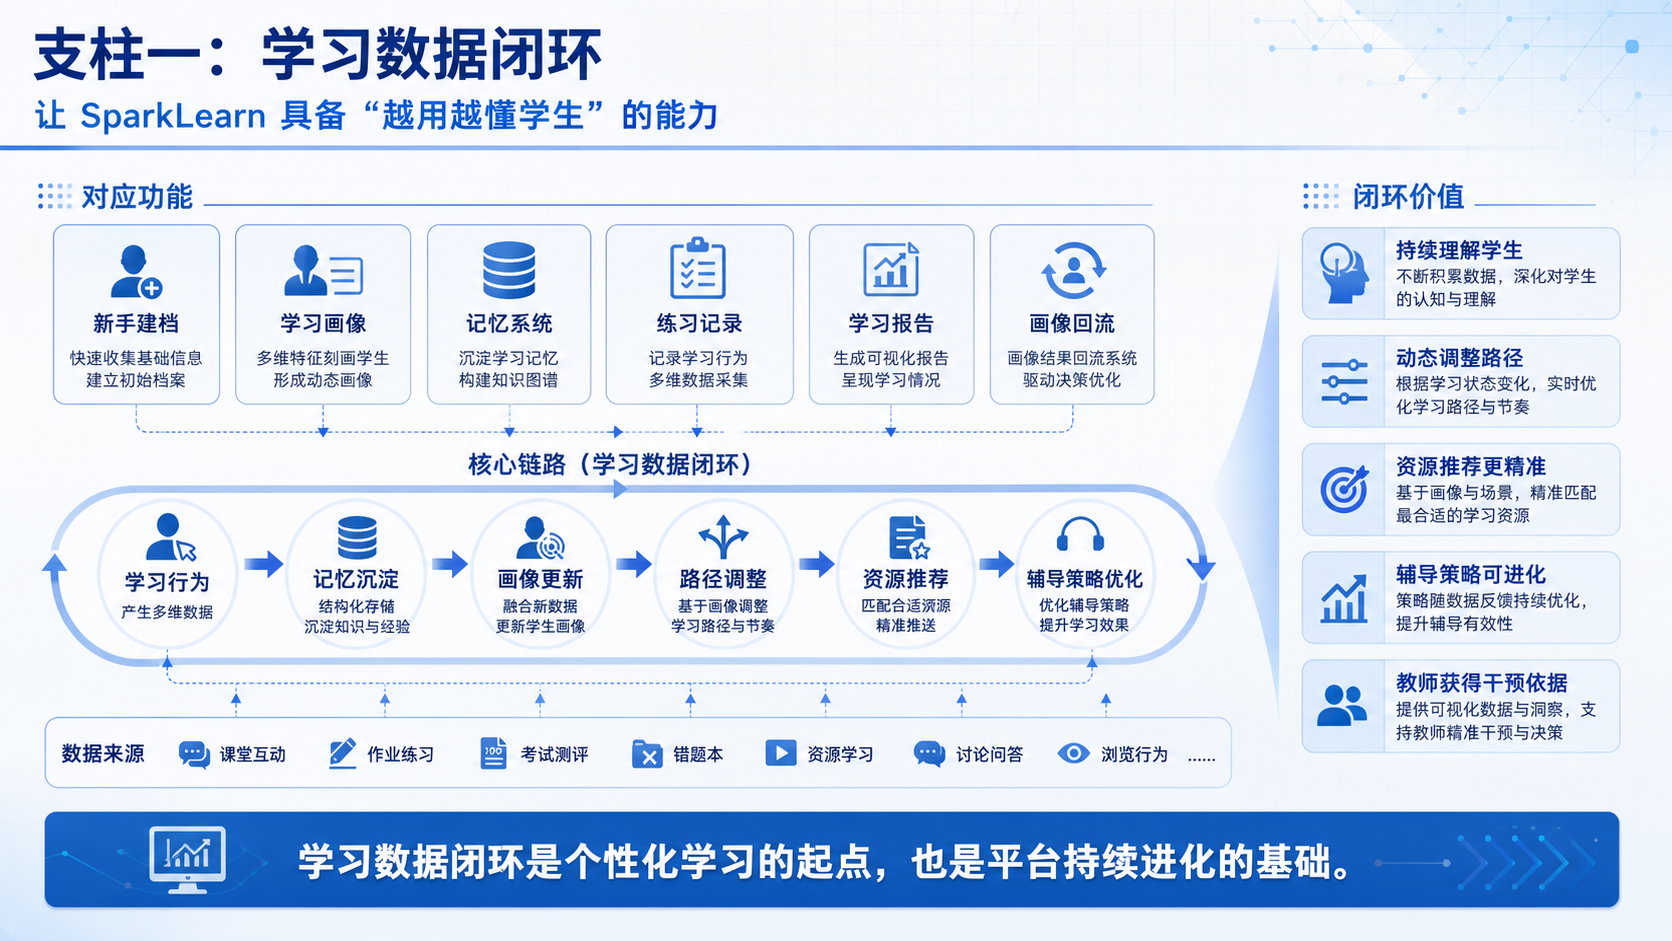 支柱一：学习数据闭环
让 SparkLearn 具备“越用越懂学生”的能力
对应功能
新手建档
快速收集基础信息
建立初始档案
学习画像
多维特征刻画学生
形成动态画像
记忆系统
沉淀学习记忆
构建知识图谱
练习记录
记录学习行为
多维数据采集
学习报告
生成可视化报告
呈现学习情况
画像回流
画像结果回流系统
驱动决策优化
核心链路（学习数据闭环）
学习行为
产生多维数据
记忆沉淀
结构化存储
沉淀知识与经验
画像更新
融合新数据
更新学生画像
路径调整
基于画像调整
学习路径与节奏
资源推荐
匹配合适资源
精准推送
辅导策略优化
优化辅导策略
提升学习效果
数据来源
课堂互动
作业练习
100
考试测评
错题本
资源学习
讨论问答
浏览行为
......
闭环价值
持续理解学生
不断积累数据，深化对学生
的认知与理解
动态调整路径
根据学习状态变化，实时优
化学习路径与节奏
资源推荐更精准
基于画像与场景，精准匹配
最合适的学习资源
辅导策略可进化
策略随数据反馈持续优化，
提升辅导有效性
教师获得干预依据
提供可视化数据与洞察，支
持教师精准干预与决策
学习数据闭环是个性化学习的起点，也是平台持续进化的基础。